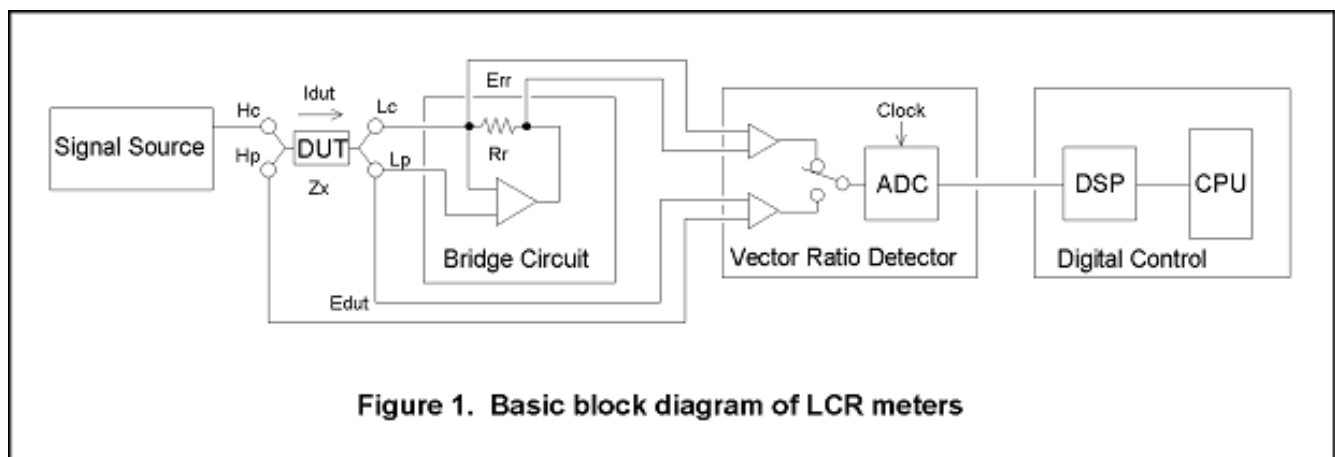 Signal Source
Hc
Hp
Idut
DUT
Zx
Lc
Lp
Err
Rr
Bridge Circuit
Edut
Clock
ADC
Vector Ratio Detector
DSP
CPU
Digital Control
Figure 1. Basic block diagram of LCR meters